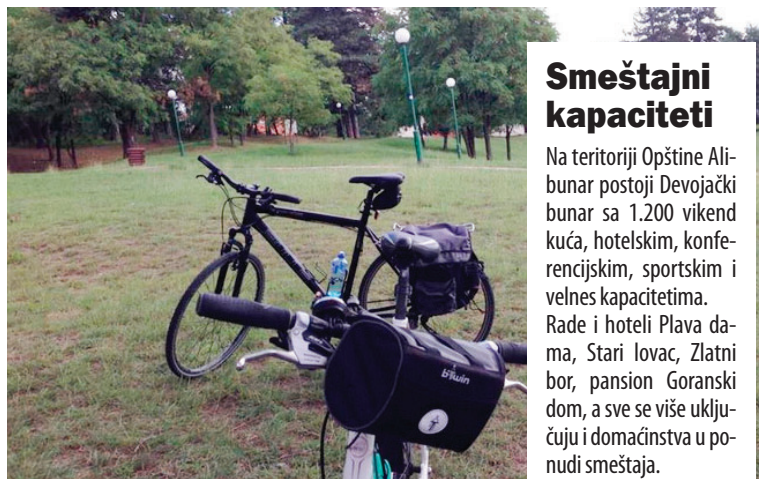 Smeštajni
kapaciteti
Na teritoriji Opštine Ali-
bunar postoji Devojački
bunar sa 1.200 vikend
kuća, hotelskim, konfe-
rencijskim, sportskim i
velnes kapacitetima.
Rade i hoteli Plava da-
ma, Stari lovac, Zlatni
bor, pansion Goranski
dom, a sve se više uklju-
čuju i domaćinstva u po-
nudi smeštaja.
b'Twin